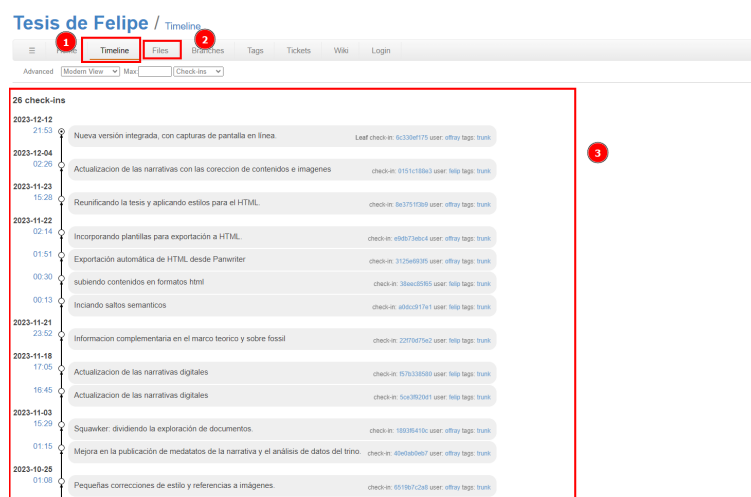 Tesis de Felipe / Timeline
1
2
☰ Home Timeline Files Branches Tags Tickets Wiki Login
Advanced Modern View Max: Check-ins
26 check-ins
3
2023-12-12
21:53 Nueva versión integrada, con capturas de pantalla en línea. Leaf check-in: 6c330ef175 user: offray tags: trunk
2023-12-04
02:26 Actualizacion de las narrativas con las coreccion de contenidos e imagenes check-in: 0151c188e3 user: felip tags: trunk
2023-11-23
15:28 Reunificando la tesis y aplicando estilos para el HTML. check-in: 8e3751f3b9 user: offray tags: trunk
2023-11-22
02:14 Incorporando plantillas para exportación a HTML. check-in: e9db73ebc4 user: offray tags: trunk
01:51 Exportación automática de HTML desde Panwriter check-in: 3125e693f5 user: offray tags: trunk
00:30 subiendo contenidos en formatos html check-in: 38eec85f65 user: felip tags: trunk
00:13 Inciando saltos semanticos check-in: a0dcc917e1 user: felip tags: trunk
2023-11-21
23:52 Informacion complementaria en el marco teorico y sobre fossil check-in: 22f70d75e2 user: felip tags: trunk
2023-11-18
17:05 Actualizacion de las narrativas digitales check-in: f57b338580 user: felip tags: trunk
16:45 Actualizacion de las narrativas digitales check-in: 5ce3f920d1 user: felip tags: trunk
2023-11-03
15:29 Squawker: dividiendo la exploración de documentos. check-in: 1893f6410c user: offray tags: trunk
01:15 Mejora en la publicación de medatatos de la narrativa y el análisis de datos del trino. check-in: 40e0ab0eb7 user: offray tags: trunk
2023-10-25
01:08 Pequeñas correcciones de estilo y referencias a imágenes. check-in: 6519b7c2a8 user: offray tags: trunk